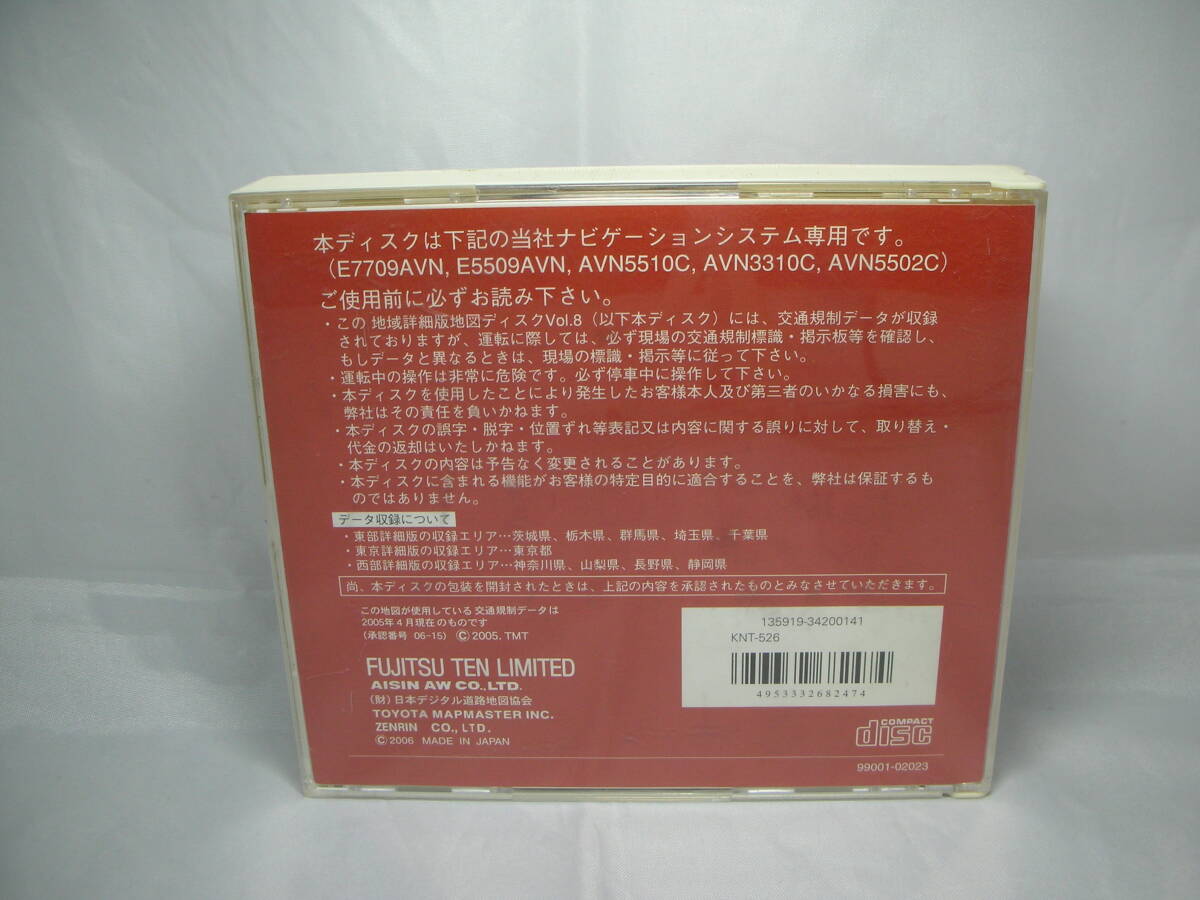 本ディスクは下記の当社ナビゲーションシステム専用です。
（E7709AVN, E5509AVN, AVN5510C, AVN3310C, AVN5502C）
ご使用前に必ずお読み下さい。
・この 地域詳細版地図ディスクVol.8（以下本ディスク）には、交通規制データが収録
されておりますが、運転に際しては、必ず現場の交通規制標識・掲示板等を確認し、
もしデータと異なるときは、現場の標識・掲示等に従って下さい。
・運転中の操作は非常に危険です。必ず停車中に操作して下さい。
・本ディスクを使用したことにより発生したお客様本人及び第三者のいかなる損害にも、
弊社はその責任を負いかねます。
・本ディスクの誤字・脱字・位置ずれ等表記又は内容に関する誤りに対して、取り替え・
代金の返却はいたしかねます。
・本ディスクの内容は予告なく変更されることがあります。
・本ディスクに含まれる機能がお客様の特定目的に適合することを、弊社は保証するも
のではありません。
データ収録について
・東部詳細版の収録エリア…茨城県、栃木県、群馬県、埼玉県、千葉県
・東京詳細版の収録エリア…東京都
・西部詳細版の収録エリア…神奈川県、山梨県、長野県、静岡県
尚、本ディスクの包装を開封されたときは、上記の内容を承認されたものとみなさせていただきます。
この地図が使用している交通規制データは
2005年4月現在のものです
（承認番号 06-15）©2005. TMT
FUJITSU TEN LIMITED
AISIN AW CO.,LTD.
（財）日本デジタル道路地図協会
TOYOTA MAPMASTER INC.
ZENRIN CO., LTD.
©2006 MADE IN JAPAN
135919-34200141
KNT-526
4953332682474
COMPACT
disc
99001-02023